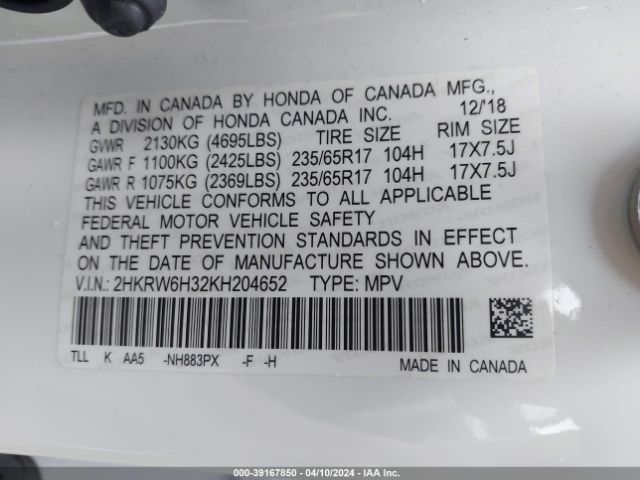 MFD. IN CANADA BY HONDA OF CANADA MFG.,
A DIVISION OF HONDA CANADA INC. 12/'18
GVWR 2130KG (4695LBS) TIRE SIZE RIM SIZE
GAWR F 1100KG (2425LBS) 235/65R17 104H 17X7.5J
GAWR R 1075KG (2369LBS) 235/65R17 104H 17X7.5J
THIS VEHICLE CONFORMS TO ALL APPLICABLE
FEDERAL MOTOR VEHICLE SAFETY
AND THEFT PREVENTION STANDARDS IN EFFECT
ON THE DATE OF MANUFACTURE SHOWN ABOVE.
V.I.N.: 2HKRW6H32KH204652 TYPE: MPV
TLL K AA5 -NH883PX -F -H MADE IN CANADA
000-39167850 | 04/10/2024 | IAA Inc.